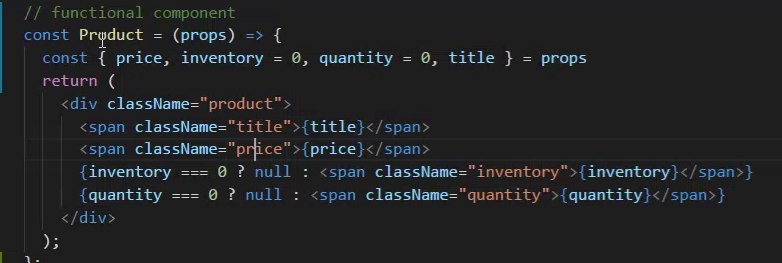 // functional component
const Product = (props) => {
  const { price, inventory = 0, quantity = 0, title } = props
  return (
    <div className="product">
      <span className="title">{title}</span>
      <span className="price">{price}</span>
      {inventory === 0 ? null : <span className="inventory">{inventory}</span>}
      {quantity === 0 ? null : <span className="quantity">{quantity}</span>}
    </div>
  );
};